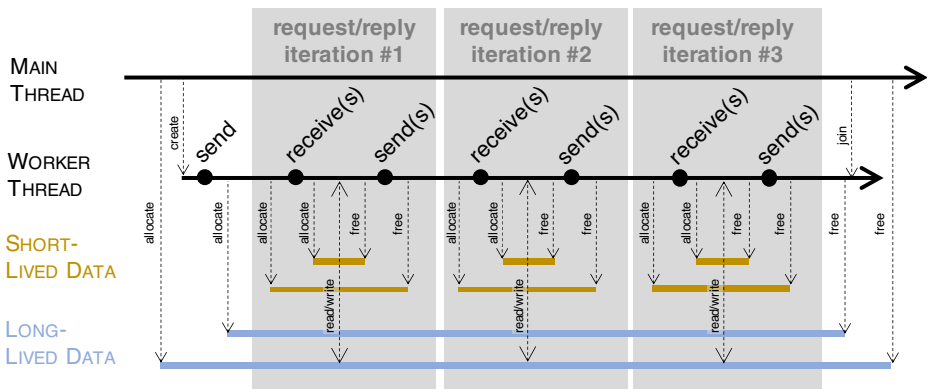 request/reply
iteration #1
request/reply
iteration #2
request/reply
iteration #3
MAIN
THREAD
create
send
receive(s)
send(s)
receive(s)
send(s)
receive(s)
send(s)
join
WORKER
THREAD
allocate
allocate
allocate
allocate
free
free
allocate
allocate
free
free
allocate
allocate
free
free
free
free
SHORT-
LIVED DATA
read/write
read/write
read/write
LONG-
LIVED DATA